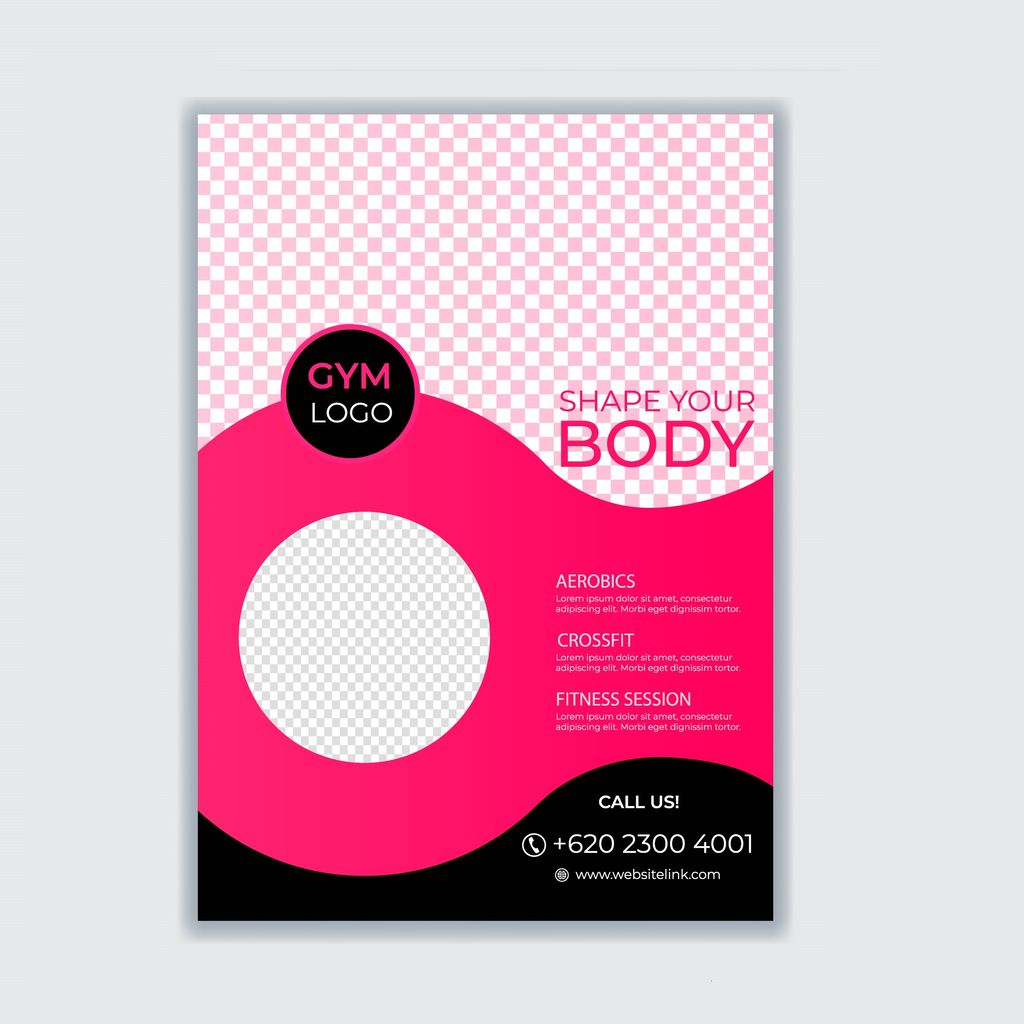 GYM
LOGO
SHAPE YOUR
BODY
AEROBICS
Lorem ipsum dolor sit amet, consectetur
adipiscing elit. Morbi eget dignissim tortor.
CROSSFIT
Lorem ipsum dolor sit amet, consectetur
adipiscing elit. Morbi eget dignissim tortor.
FITNESS SESSION
Lorem ipsum dolor sit amet, consectetur
adipiscing elit. Morbi eget dignissim tortor.
CALL US!
+620 2300 4001
www.websitelink.com